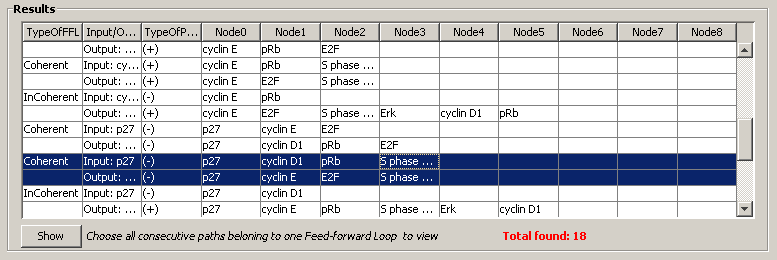 Results
TypeOfFFL Input/O... TypeOfP... Node0 Node1 Node2 Node3 Node4 Node5 Node6 Node7 Node8
Output: ... (+) cyclin E pRb E2F
Coherent Input: cy... (+) cyclin E S phase ...
Output: ... (+) cyclin E E2F S phase ...
InCoherent Input: cy... (-) cyclin E pRb
Output: ... (+) cyclin E E2F S phase ... Erk cyclin D1 pRb
Coherent Input: p27 (-) p27 cyclin E E2F
Output: ... (-) p27 cyclin D1 pRb E2F
Coherent Input: p27 (-) p27 cyclin D1 pRb S phase ...
Output: ... (-) p27 cyclin E E2F S phase ...
InCoherent Input: p27 (-) p27 cyclin D1
Output: ... (+) p27 cyclin E pRb S phase ... Erk cyclin D1
Show Choose all consecutive paths beloning to one Feed-forward Loop to view Total found: 18